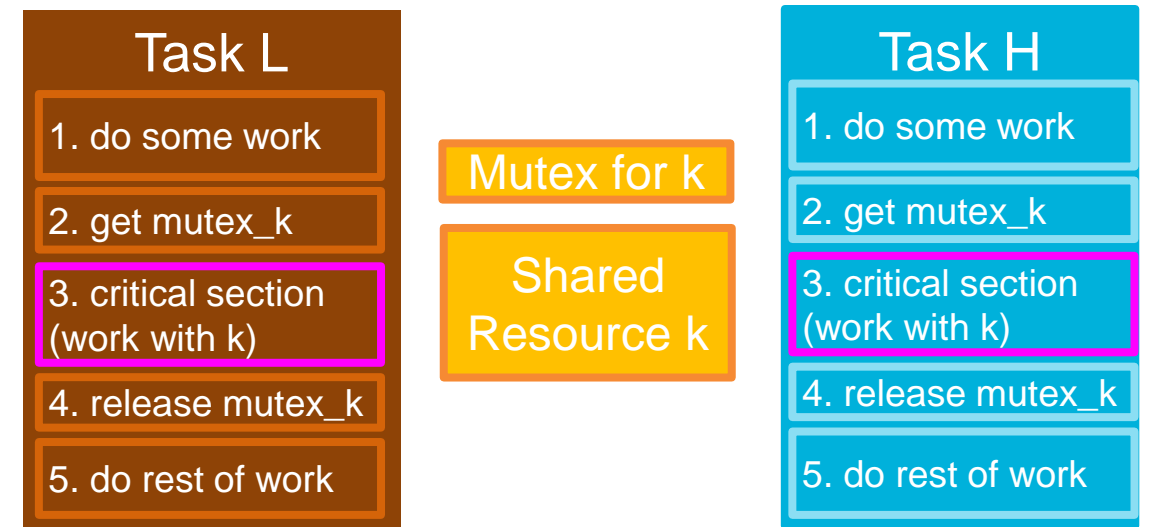 Task L
1. do some work
2. get mutex_k
3. critical section
(work with k)
4. release mutex_k
5. do rest of work
Mutex for k
Shared
Resource k
Task H
1. do some work
2. get mutex_k
3. critical section
(work with k)
4. release mutex_k
5. do rest of work